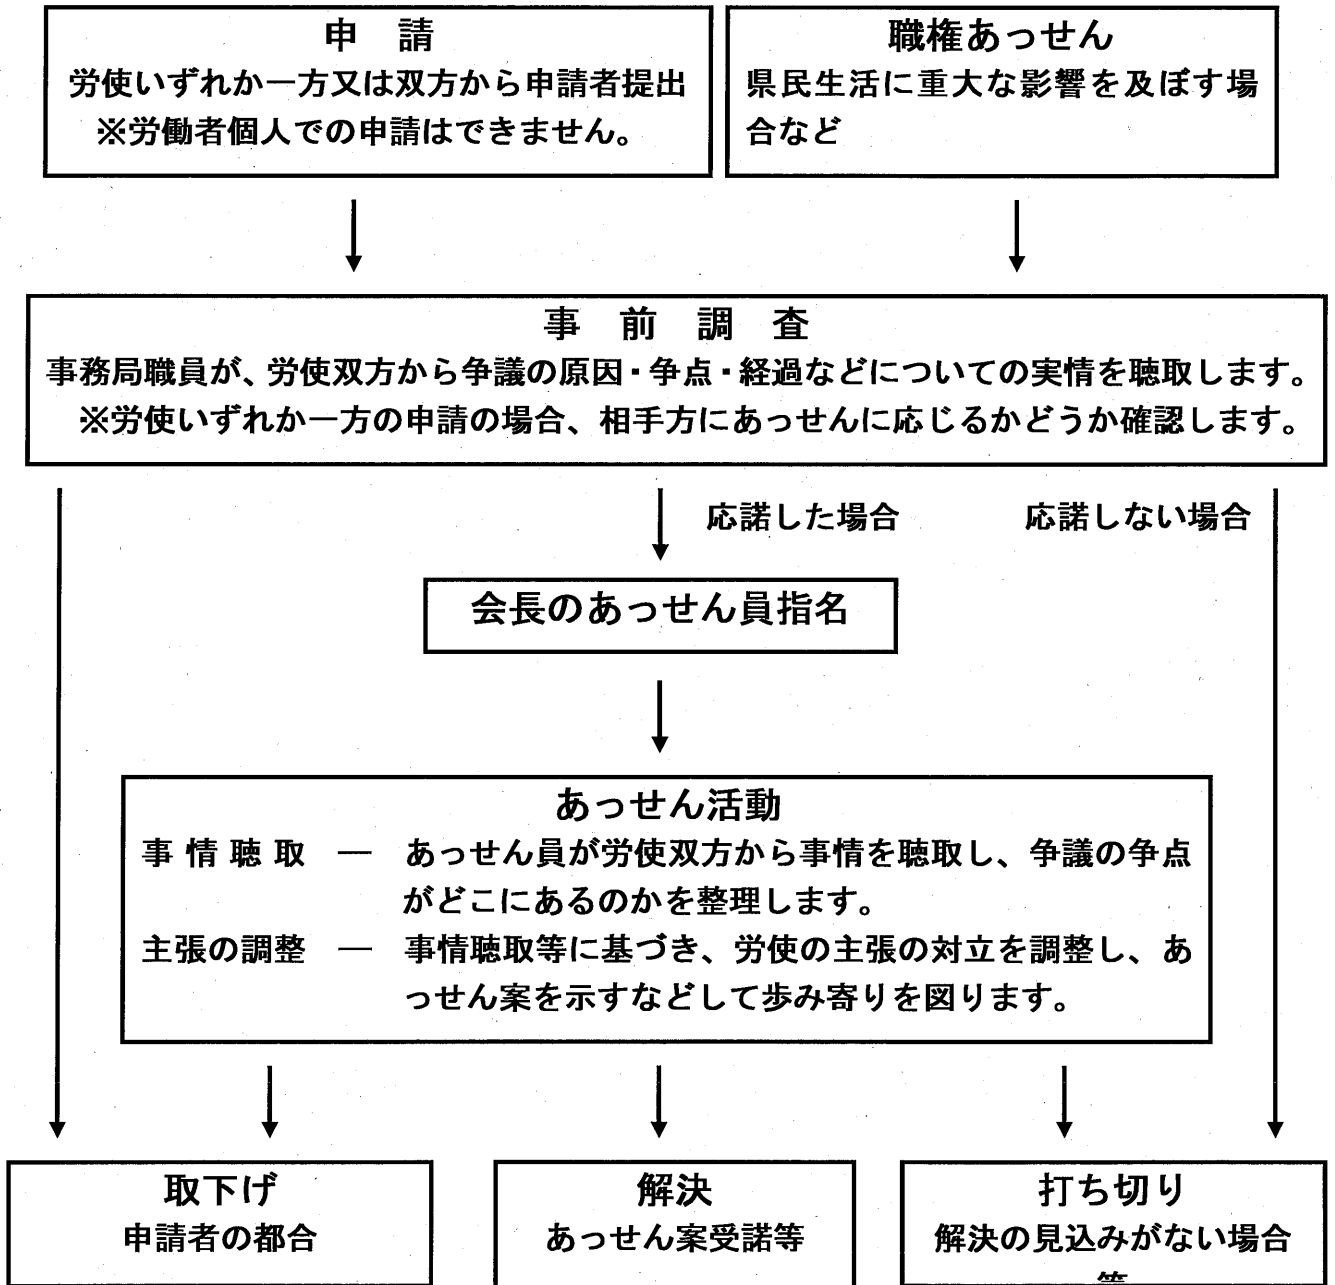 申　請
労使いずれか一方又は双方から申請者提出
※労働者個人での申請はできません。
職権あっせん
県民生活に重大な影響を及ぼす場
合など
事　前　調　査
事務局職員が、労使双方から争議の原因・争点・経過などについての実情を聴取します。
※労使いずれか一方の申請の場合、相手方にあっせんに応じるかどうか確認します。
応諾した場合
応諾しない場合
会長のあっせん員指名
あっせん活動
事情聴取 ― あっせん員が労使双方から事情を聴取し、争議の争点
がどこにあるのかを整理します。
主張の調整 ― 事情聴取等に基づき、労使の主張の対立を調整し、あ
っせん案を示すなどして歩み寄りを図ります。
取下げ
申請者の都合
解決
あっせん案受諾等
打ち切り
解決の見込みがない場合